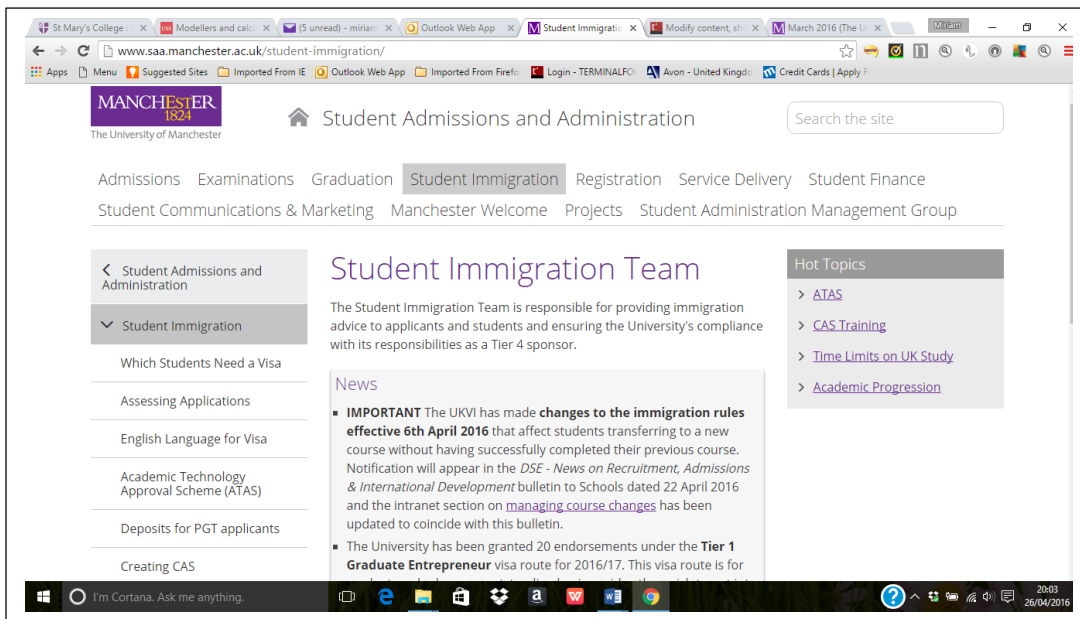 St Mary's College :
Modellers and calc
(5 unread) - miriam
Outlook Web App
Student Immigratio
Modify content, sh
March 2016 (The U
Miriam
www.saa.manchester.ac.uk/student-immigration/
Apps
Menu
Suggested Sites
Imported From IE
Outlook Web App
Imported From Firefo
Login - TERMINALFO
Avon - United Kingdo
Credit Cards | Apply F
MANCHESTER
1824
The University of Manchester
Student Admissions and Administration
Search the site
Admissions Examinations Graduation Student Immigration Registration Service Delivery Student Finance
Student Communications & Marketing Manchester Welcome Projects Student Administration Management Group
Student Admissions and
Administration
Student Immigration
Which Students Need a Visa
Assessing Applications
English Language for Visa
Academic Technology
Approval Scheme (ATAS)
Deposits for PGT applicants
Creating CAS
Student Immigration Team
The Student Immigration Team is responsible for providing immigration
advice to applicants and students and ensuring the University's compliance
with its responsibilities as a Tier 4 sponsor.
News
IMPORTANT The UKVI has made changes to the immigration rules
effective 6th April 2016 that affect students transferring to a new
course without having successfully completed their previous course.
Notification will appear in the DSE - News on Recruitment, Admissions
& International Development bulletin to Schools dated 22 April 2016
and the intranet section on managing course changes has been
updated to coincide with this bulletin.
The University has been granted 20 endorsements under the Tier 1
Graduate Entrepreneur visa route for 2016/17. This visa route is for
Hot Topics
ATAS
CAS Training
Time Limits on UK Study
Academic Progression
I'm Cortana. Ask me anything.
20:03
26/04/2016